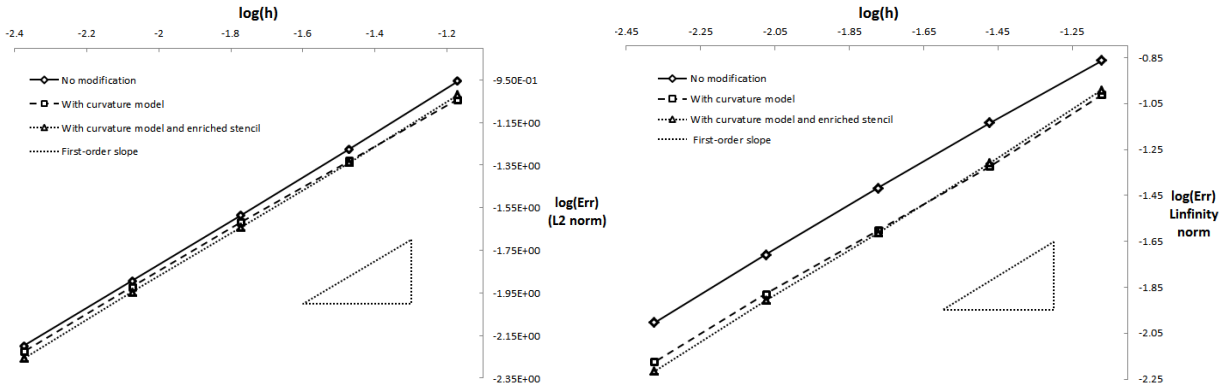 log(h)
-2.4 -2.2 -2 -1.8 -1.6 -1.4 -1.2
No modification
With curvature model
With curvature model and enriched stencil
First-order slope
-9.50E-01
-1.15E+00
-1.35E+00
-1.55E+00
-1.75E+00
-1.95E+00
-2.15E+00
-2.35E+00
log(Err)
(L2 norm)
log(h)
-2.45 -2.25 -2.05 -1.85 -1.65 -1.45 -1.25
No modification
With curvature model
With curvature model and enriched stencil
First-order slope
-0.85
-1.05
-1.25
-1.45
-1.65
-1.85
-2.05
-2.25
log(Err)
Linfinity
norm